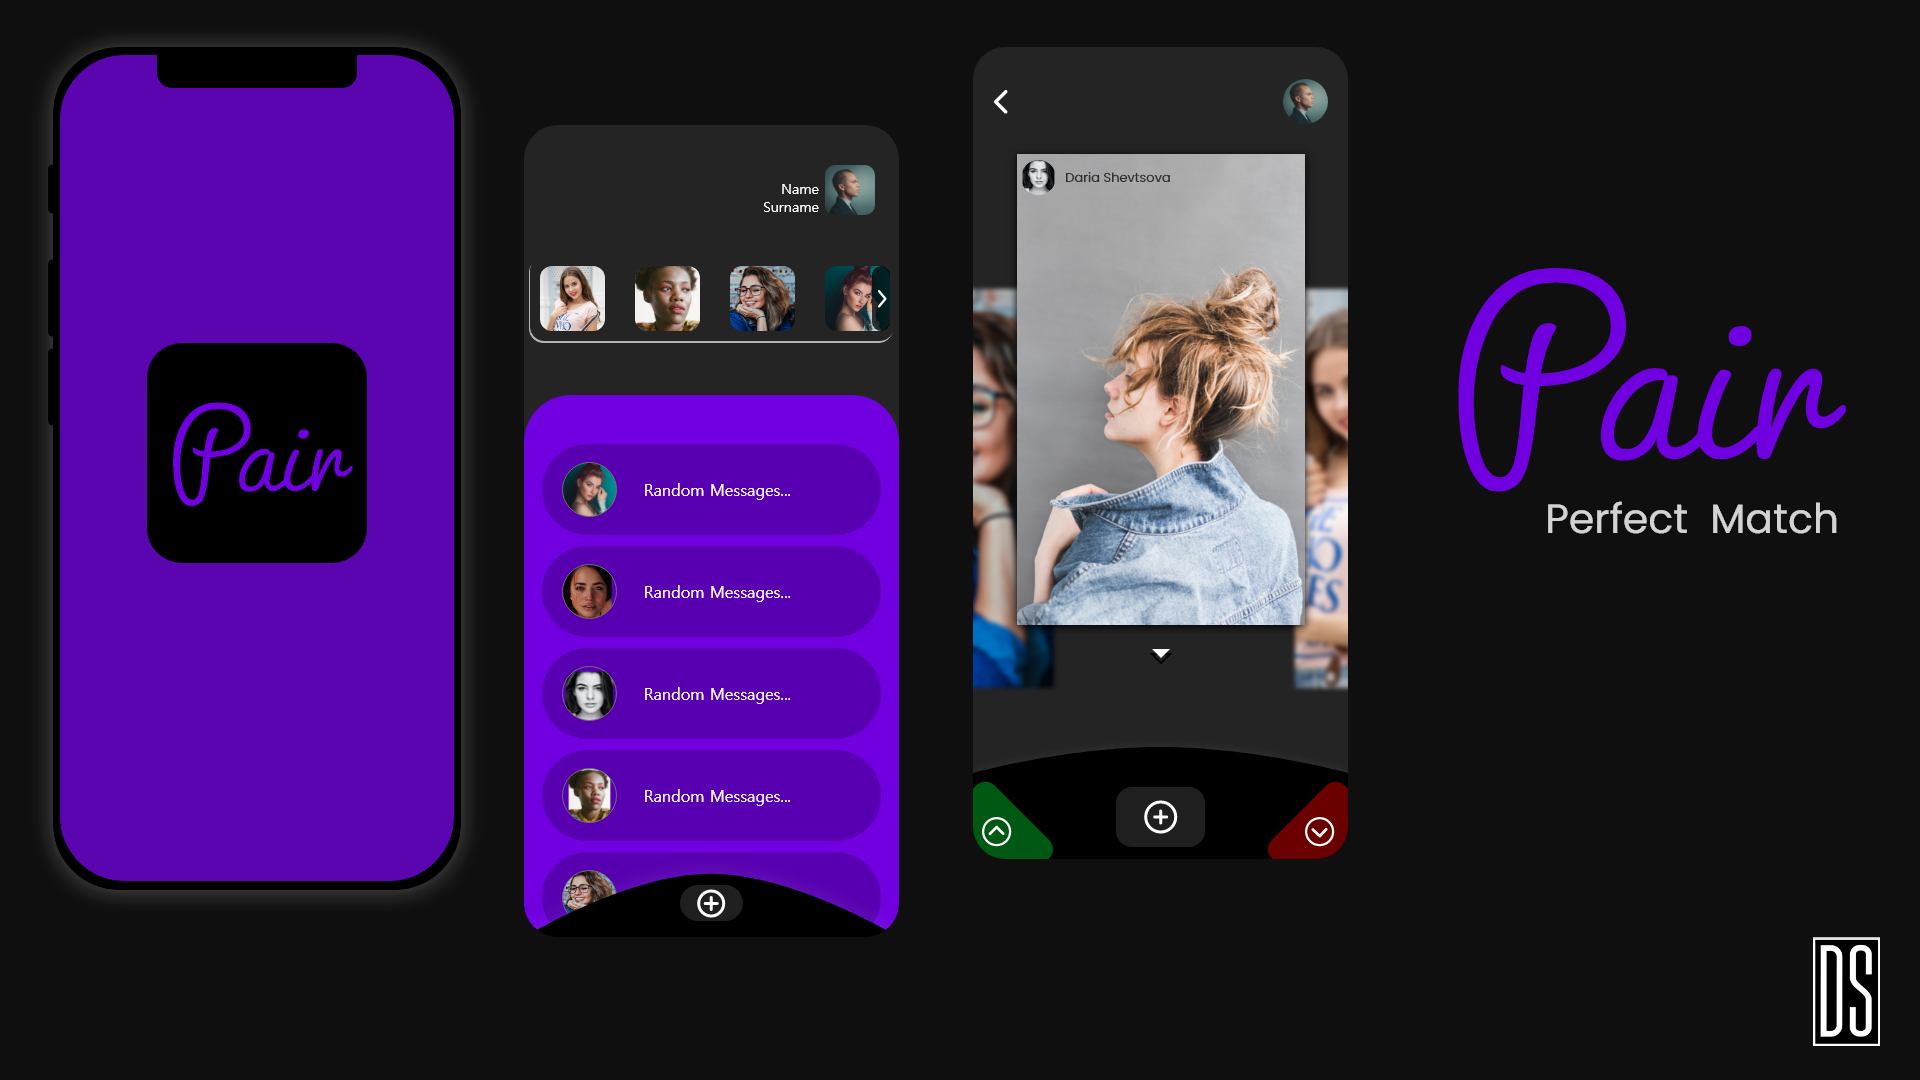 Pair
Name
Surname
Random Messages...
Random Messages...
Random Messages...
Random Messages...
Daria Shevtsova
Pair
Perfect Match
DS